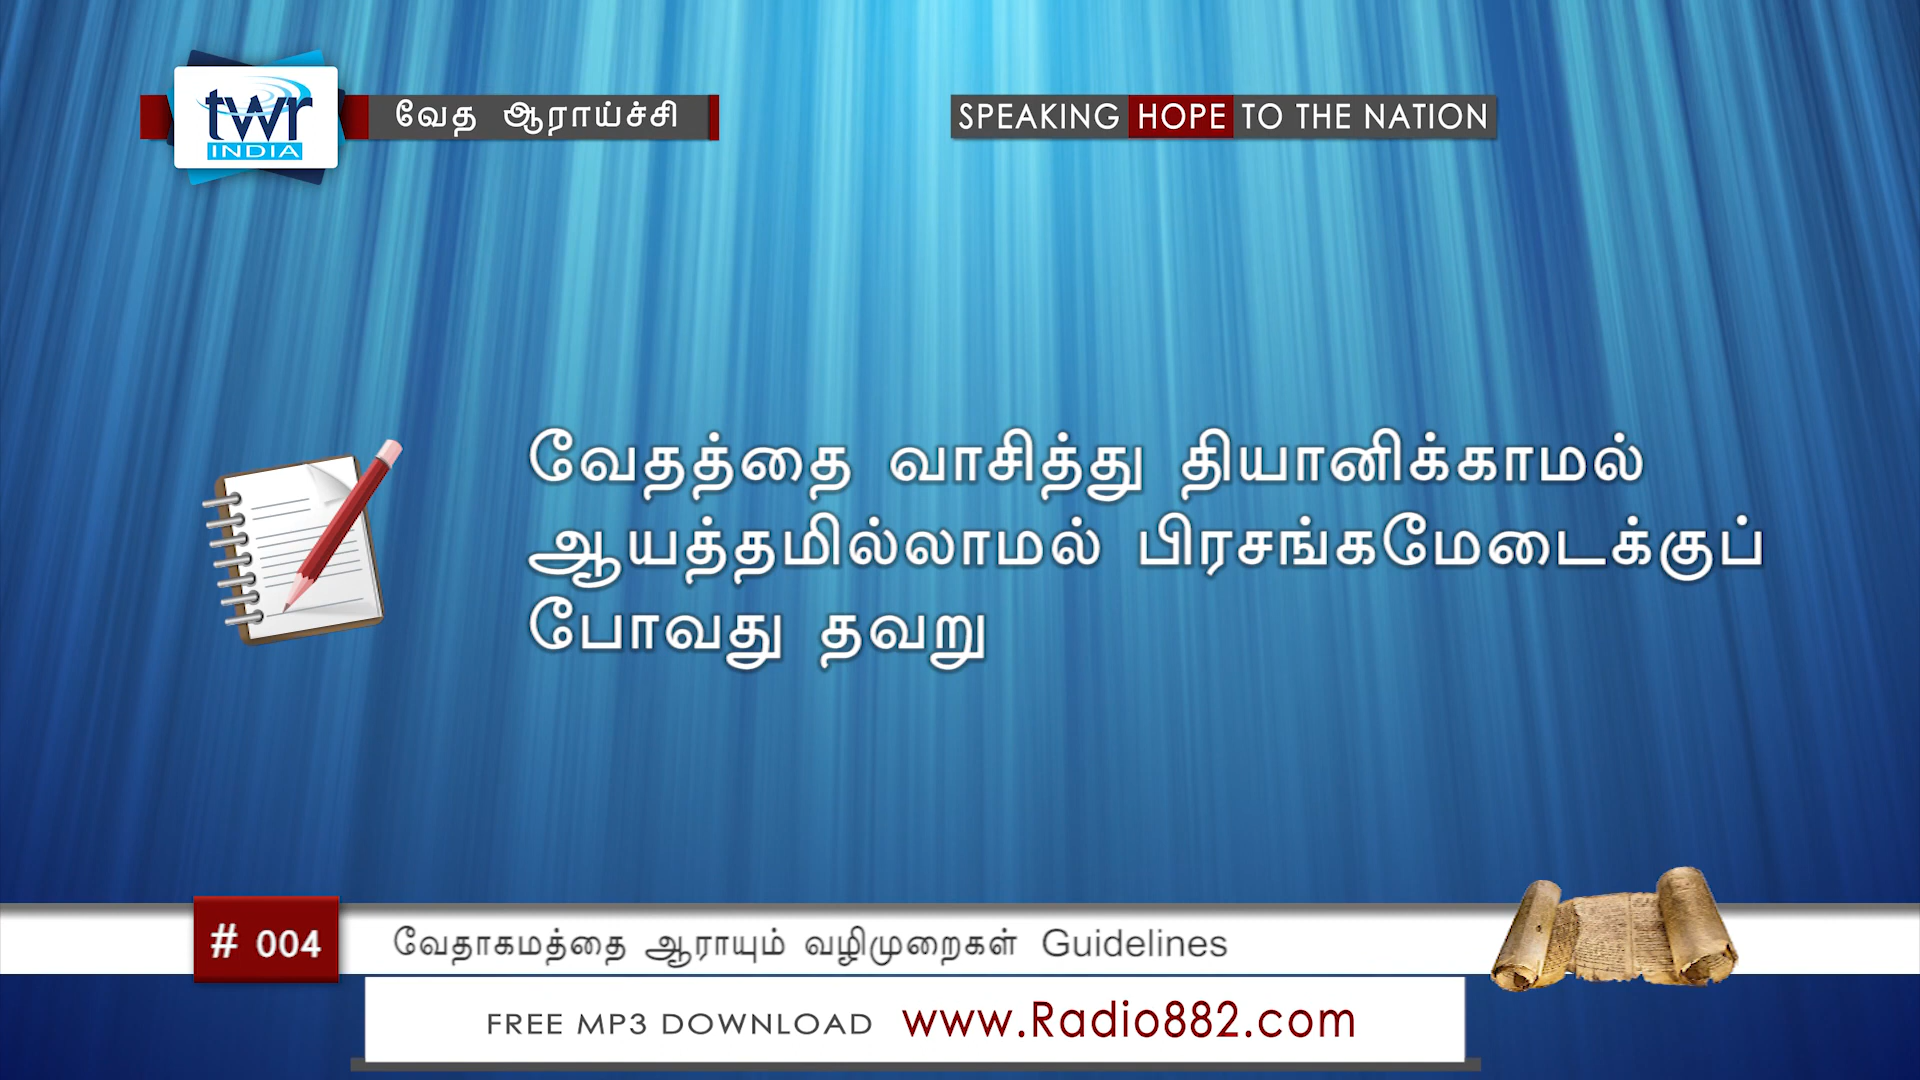 twr
INDIA
வேத ஆராய்ச்சி
SPEAKING HOPE TO THE NATION
வேதத்தை வாசித்து தியானிக்காமல்
ஆயத்தமில்லாமல் பிரசங்கமேடைக்குப்
போவது தவறு
# 004
வேதாகமத்தை ஆராயும் வழிமுறைகள் Guidelines
FREE MP3 DOWNLOAD www.Radio882.com